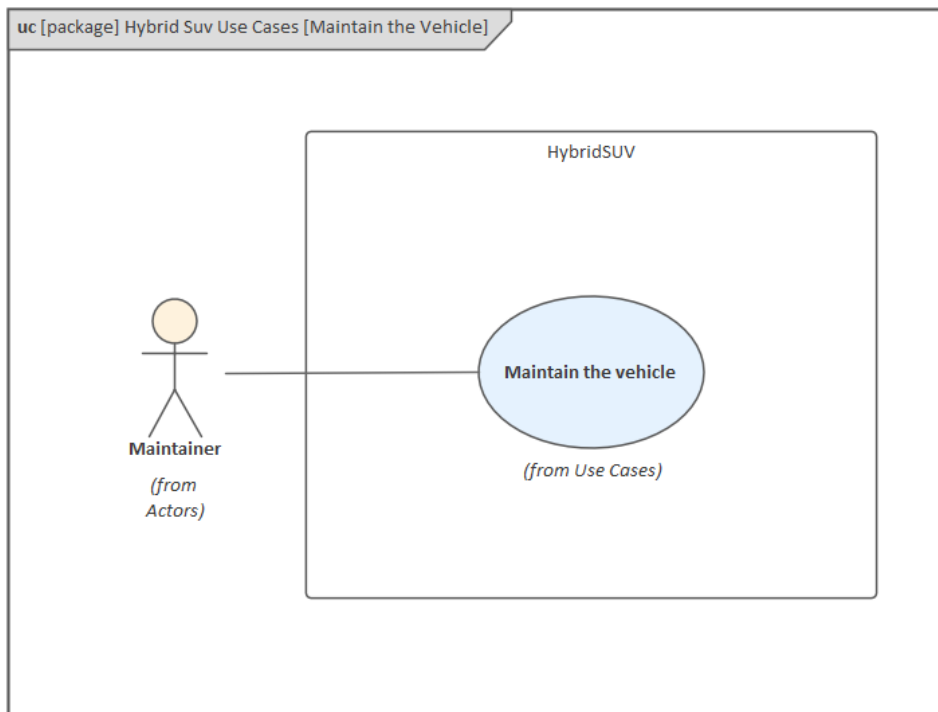 uc [package] Hybrid Suv Use Cases [Maintain the Vehicle]
HybridSUV
Maintain the vehicle
Maintainer
(from Use Cases)
(from
Actors)